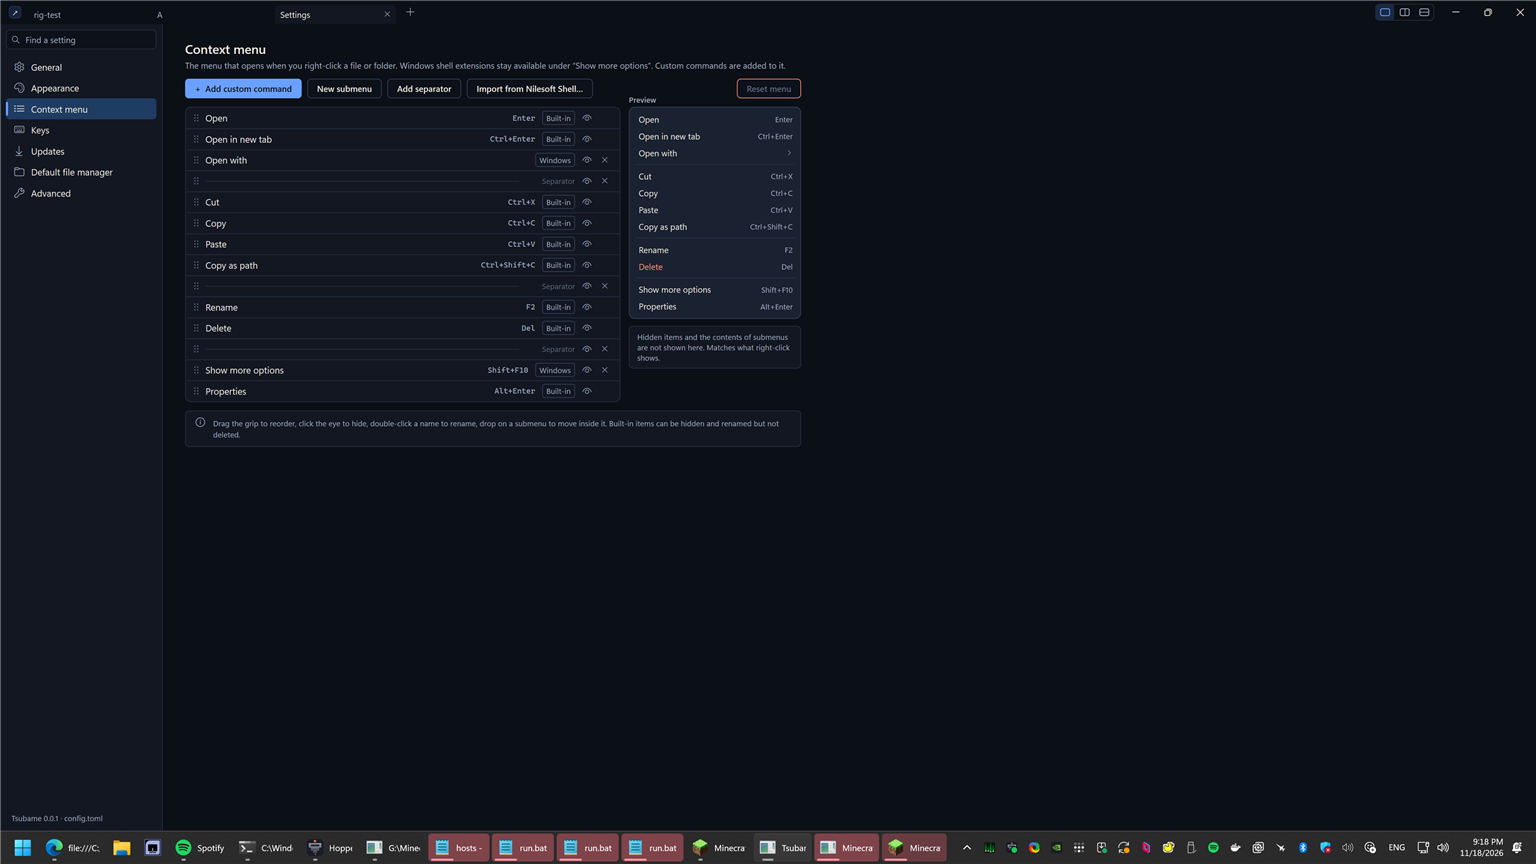 rig-test
A
Settings
Find a setting
General
Appearance
Context menu
Keys
Updates
Default file manager
Advanced
Tsubame 0.0.1 · config.toml
Context menu
The menu that opens when you right-click a file or folder. Windows shell extensions stay available under "Show more options". Custom commands are added to it.
+ Add custom command
New submenu
Add separator
Import from Nilesoft Shell...
Reset menu
Open Enter Built-in
Open in new tab Ctrl+Enter Built-in
Open with Windows
Separator
Cut Ctrl+X Built-in
Copy Ctrl+C Built-in
Paste Ctrl+V Built-in
Copy as path Ctrl+Shift+C Built-in
Separator
Rename F2 Built-in
Delete Del Built-in
Separator
Show more options Shift+F10 Windows
Properties Alt+Enter Built-in
Preview
Open Enter
Open in new tab Ctrl+Enter
Open with
Cut Ctrl+X
Copy Ctrl+C
Paste Ctrl+V
Copy as path Ctrl+Shift+C
Rename F2
Delete Del
Show more options Shift+F10
Properties Alt+Enter
Hidden items and the contents of submenus
are not shown here. Matches what right-click
shows.
Drag the grip to reorder, click the eye to hide, double-click a name to rename, drop on a submenu to move inside it. Built-in items can be hidden and renamed but not
deleted.
file:///C:
Spotify
C:\Wind
Hopp
G:\Mine
hosts -
run.bat
run.bat
run.bat
Minecra
Tsubar
Minecra
Minecra
ENG
9:18 PM
11/18/2026